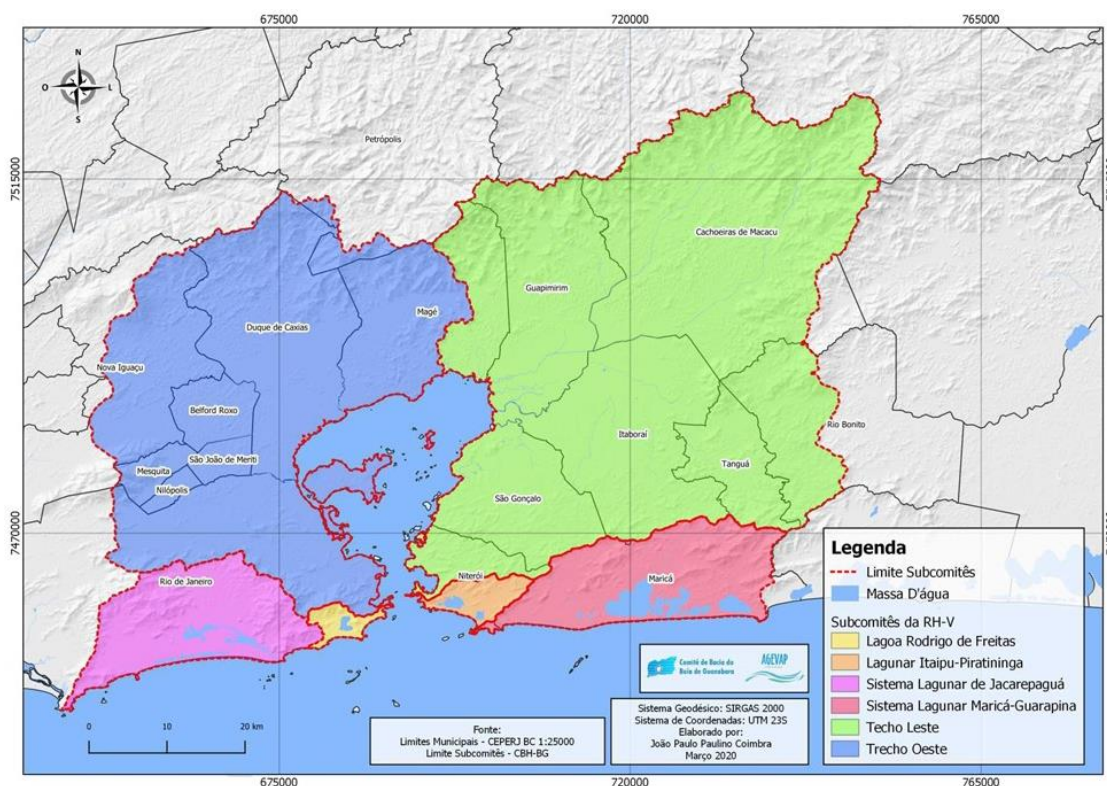 675000
720000
765000
N
O
L
S
Petrópolis
7515000
Cachoeiras de Macacu
Guapimirim
Magé
Duque de Caxias
Nova Iguaçu
Belford Roxo
Rio Bonito
Itaboraí
São João de Meriti
Tanguá
Mesquita
Nilópolis
São Gonçalo
7470000
Niterói
Maricá
Rio de Janeiro
Legenda
Limite Subcomitês
Massa D'água
Subcomitês da RH-V
Lagoa Rodrigo de Freitas
Lagunar Itaipu-Piratininga
Sistema Lagunar de Jacarepaguá
Sistema Lagunar Maricá-Guarapina
Techo Leste
Trecho Oeste
Comitê de Bacia da
Baía de Guanabara
AGEVAP
0 10 20 km
Fonte:
Limites Municipais - CEPERJ BC 1:25000
Limite Subcomitês - CBH-BG
Sistema Geodésico: SIRGAS 2000
Sistema de Coordenadas: UTM 23S
Elaborado por:
João Paulo Paulino Coimbra
Março 2020
675000
720000
765000